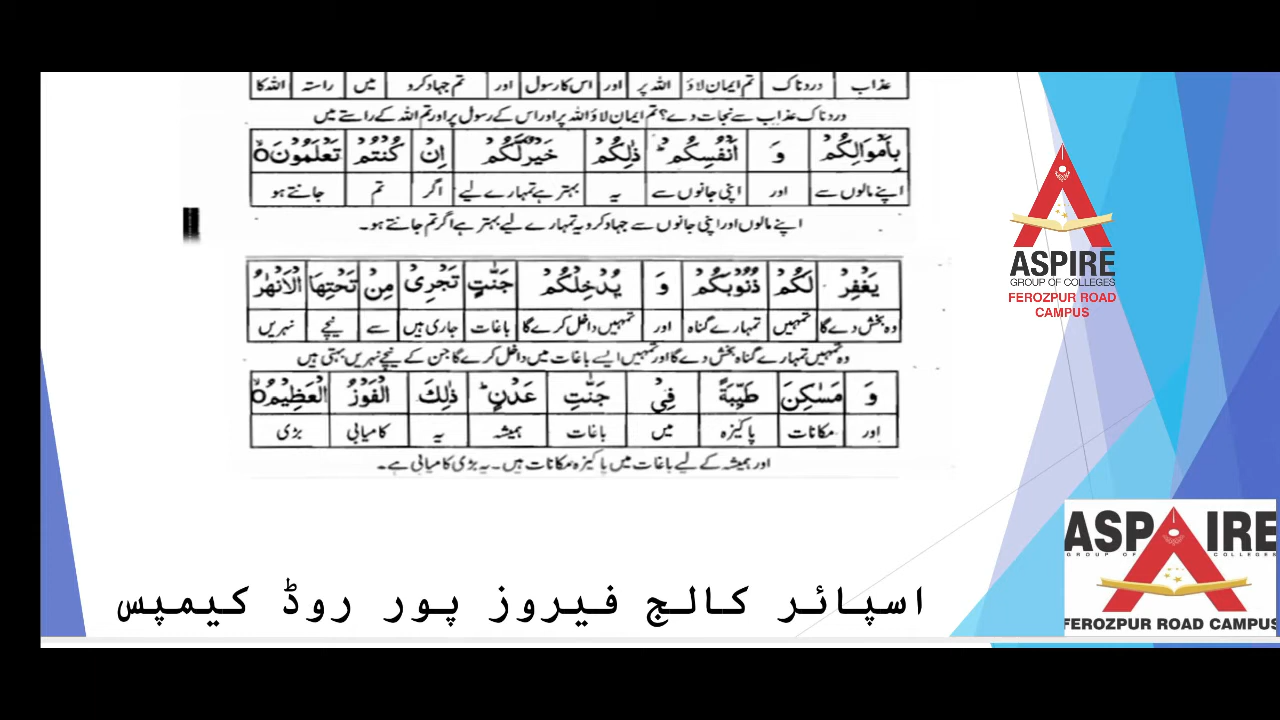 عذاب دردناک تم ایمان لاؤ اللہ پر اور اس کا رسول اور تم جہاد کرو میں راستہ اللہ کا
دردناک عذاب سے نجات دے؟ تم ایمان لاؤ اللہ پر اور اس کے رسول پر اور تم اللہ کے راستے میں
بِاَمْوَالِكُمْ وَ اَنْفُسِكُمْ ؕ ذٰلِكُمْ خَيْرٌ لَّكُمْ اِنْ كُنْتُمْ تَعْلَمُوْنَ ۙ
اپنے مالوں سے اور اپنی جانوں سے یہ بہتر ہے تمہارے لیے اگر تم جانتے ہو
اپنے مالوں اور اپنی جانوں سے جہاد کرو یہ تمہارے لیے بہتر ہے اگر تم جانتے ہو۔
يَغْفِرْ لَكُمْ ذُنُوْبَكُمْ وَ يُدْخِلْكُمْ جَنّٰتٍ تَجْرِیْ مِنْ تَحْتِهَا الْاَنْهٰرُ
وہ بخش دے گا تمہیں تمہارے گناہ اور تمہیں داخل کرے گا باغات جاری ہیں سے نیچے نہریں
وہ تمہیں تمہارے گناہ بخش دے گا اور تمہیں ایسے باغات میں داخل کرے گا جن کے نیچے نہریں بہتی ہیں
وَ مَسٰكِنَ طَيِّبَةً فِیْ جَنّٰتِ عَدْنٍ ؕ ذٰلِكَ الْفَوْزُ الْعَظِيْمُ ۙ
اور مکانات پاکیزہ میں باغات ہمیشہ یہ کامیابی بڑی
اور ہمیشہ کے لیے باغات میں پاکیزہ مکانات ہیں۔ یہ بڑی کامیابی ہے۔
ASPIRE
GROUP OF COLLEGES
FEROZPUR ROAD
CAMPUS
اسپائر کالج فیروز پور روڈ کیمپس
ASPAIRE
GROUP OF COLLEGES
FEROZPUR ROAD CAMPUS